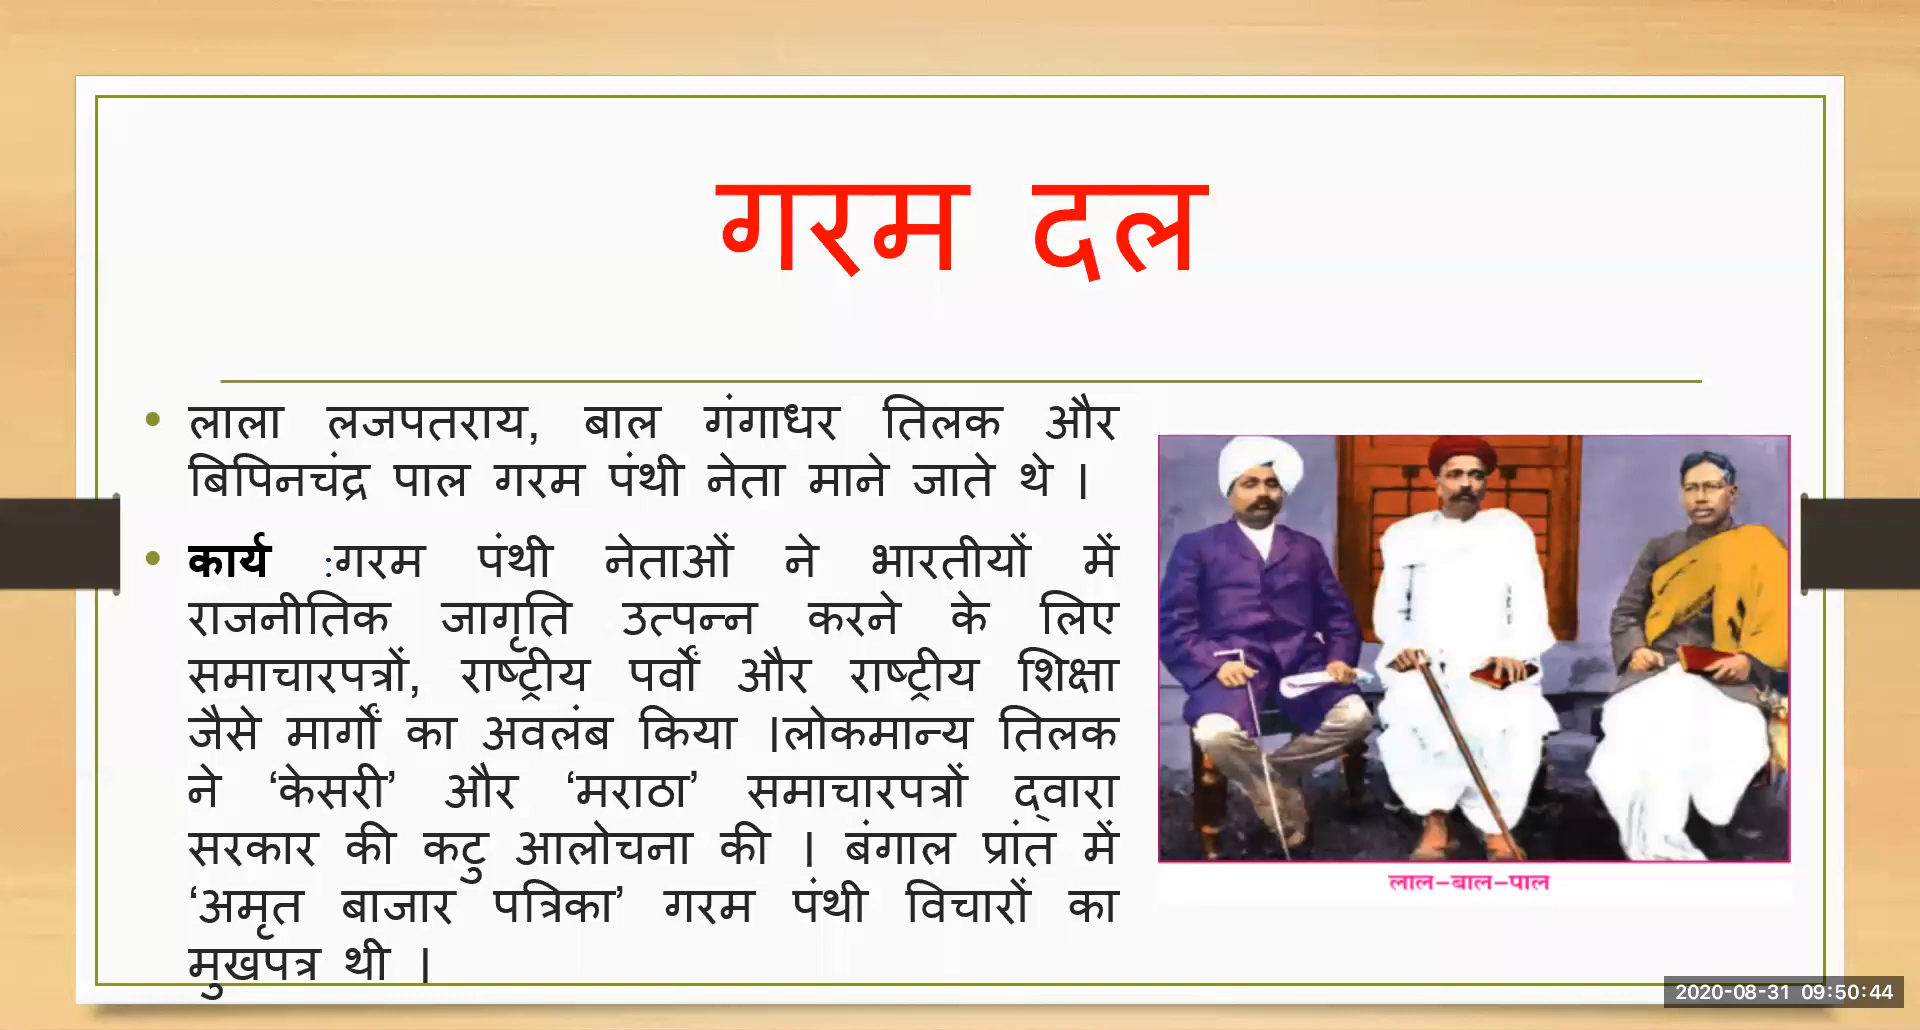 गरम दल
• लाला लजपतराय, बाल गंगाधर तिलक और
बिपिनचंद्र पाल गरम पंथी नेता माने जाते थे ।
• कार्य :गरम पंथी नेताओं ने भारतीयों में
राजनीतिक जागृति उत्पन्न करने के लिए
समाचारपत्रों, राष्ट्रीय पर्वों और राष्ट्रीय शिक्षा
जैसे मार्गों का अवलंब किया ।लोकमान्य तिलक
ने ‘केसरी’ और ‘मराठा’ समाचारपत्रों द्‌वारा
सरकार की कटु आलोचना की । बंगाल प्रांत में
‘अमृत बाजार पत्रिका’ गरम पंथी विचारों का
मुखपत्र थी ।
लाल-बाल-पाल
2020-08-31 09:50:44